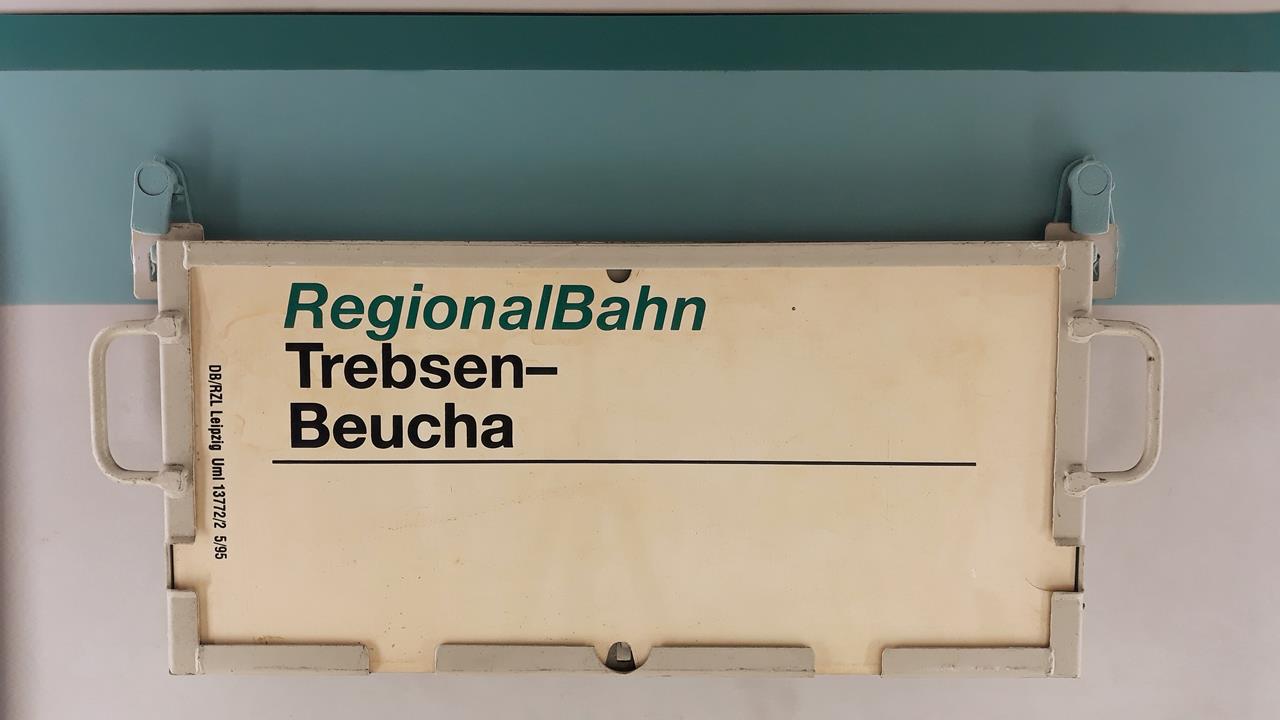 RegionalBahn
Trebsen–
Beucha
DB/RZL Leipzig Uml 13772/2 5/95